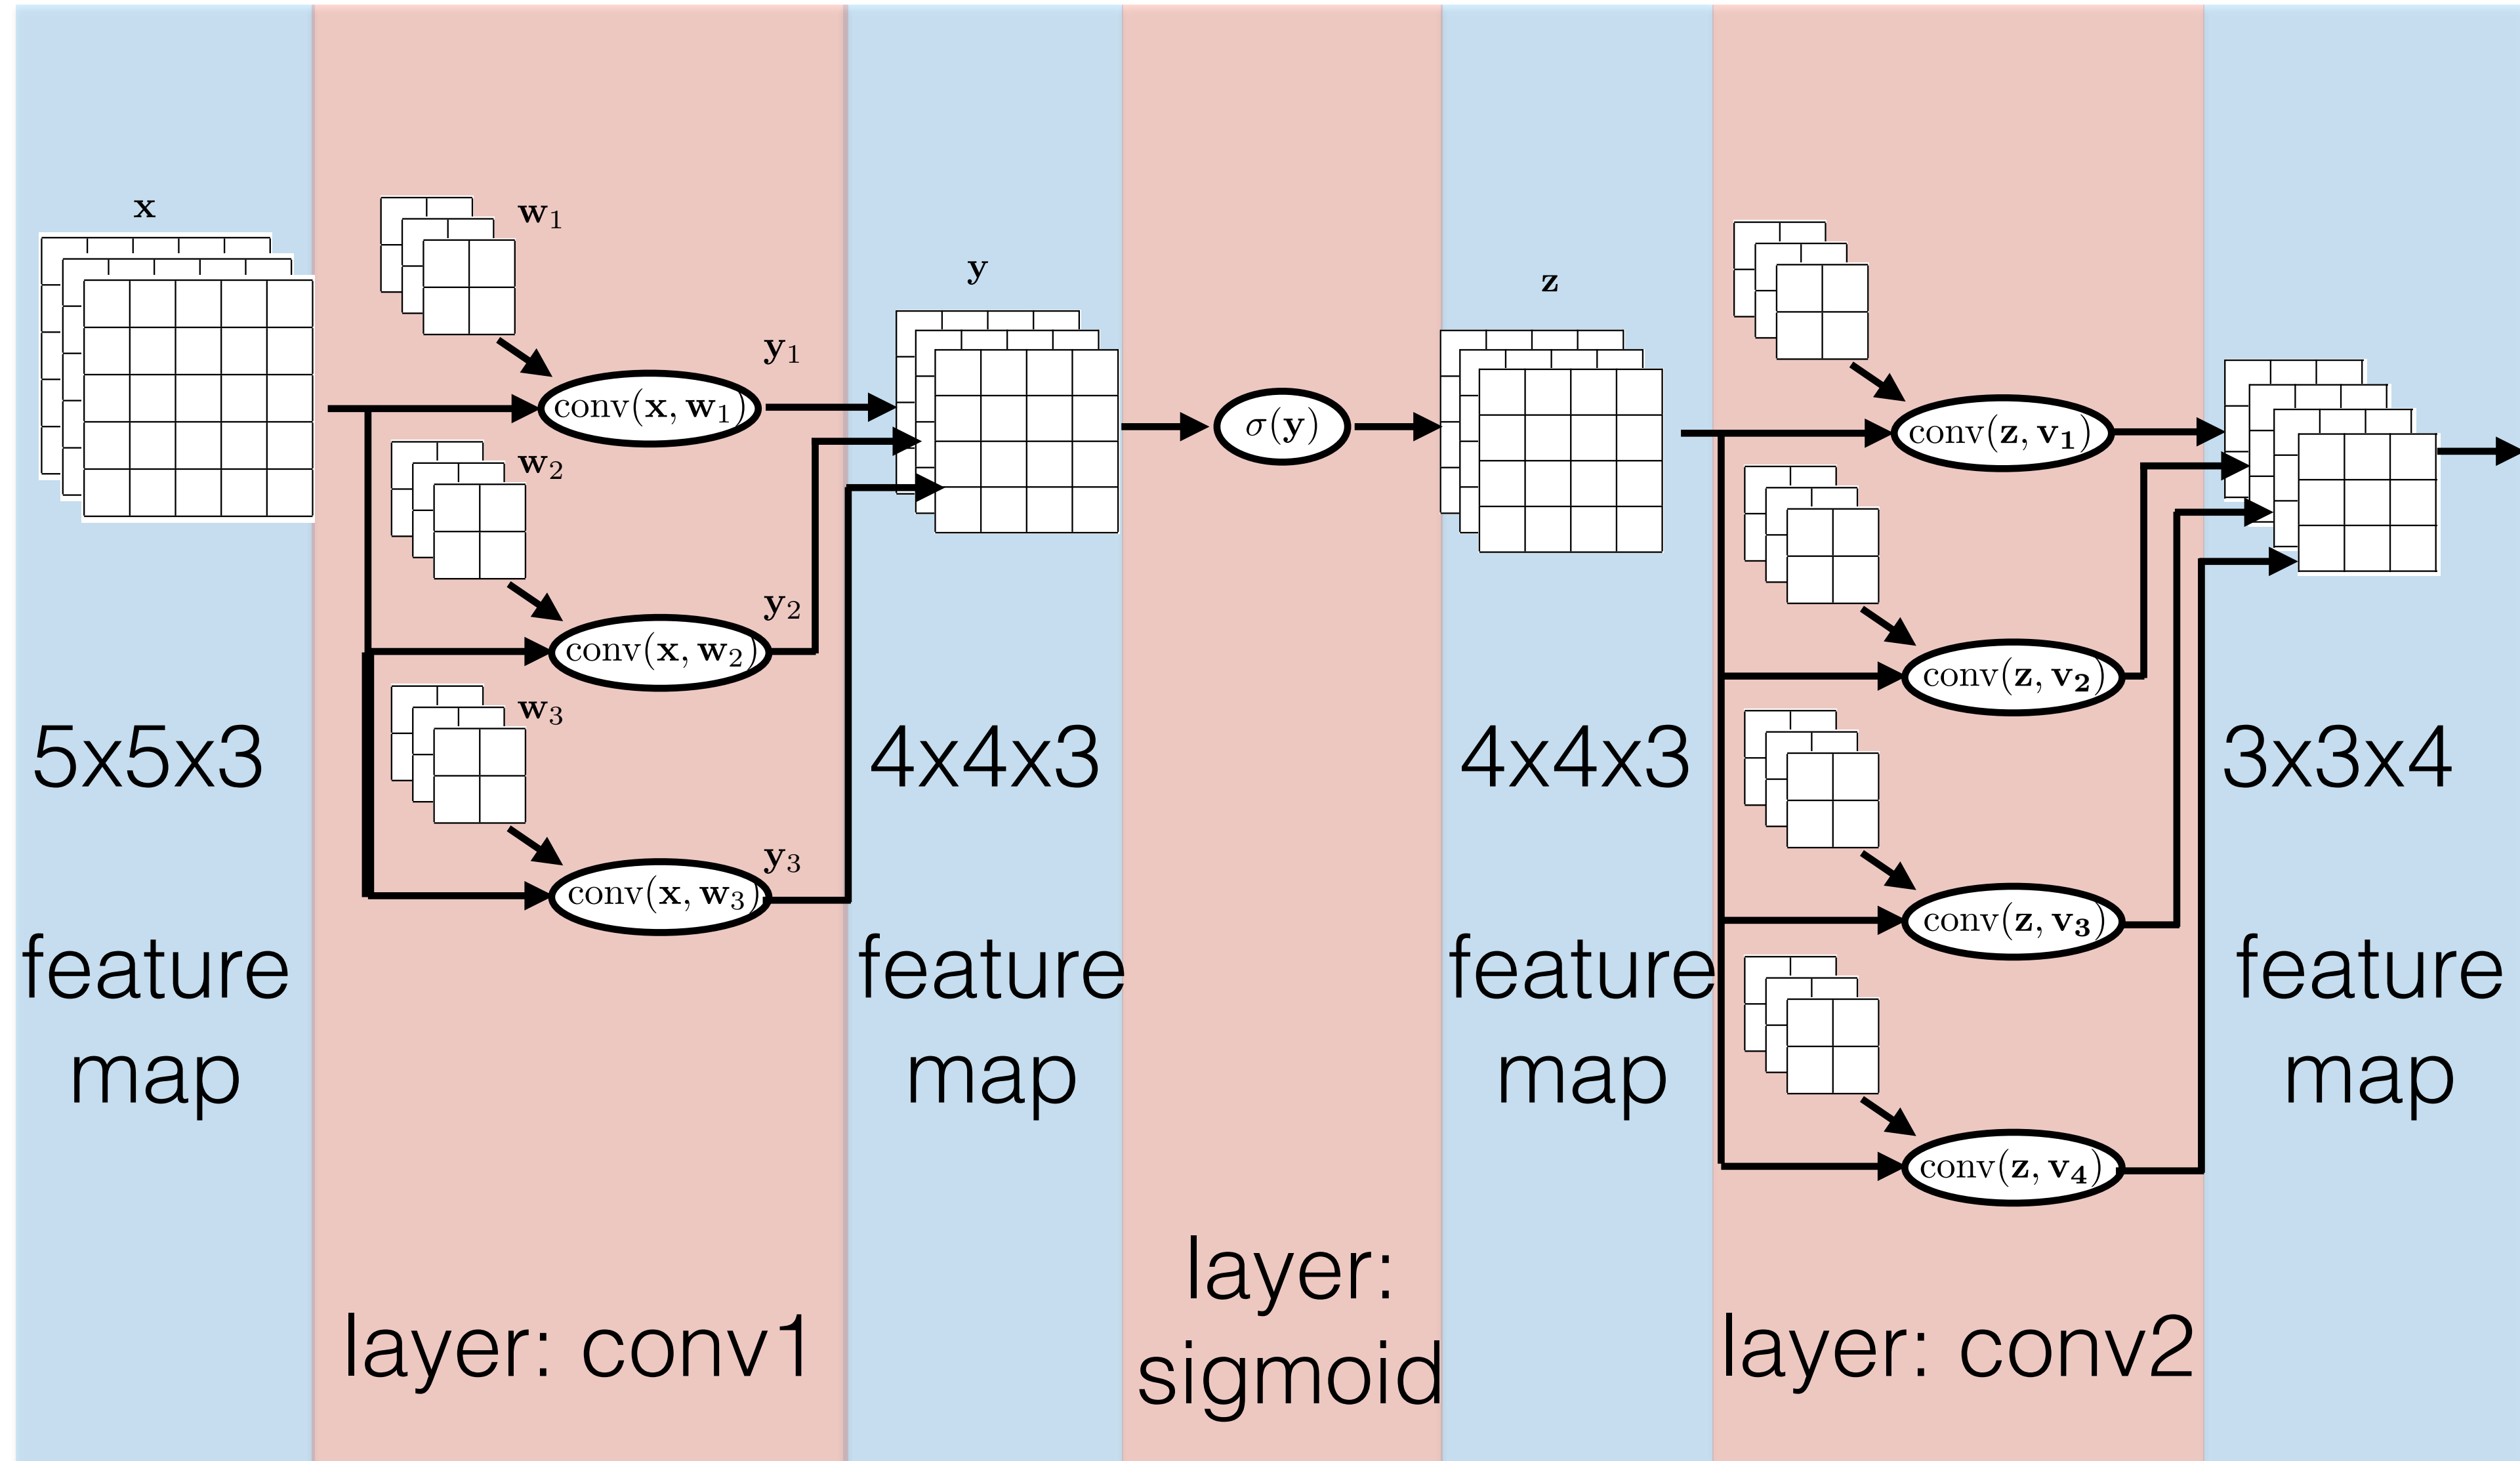 x
5x5x3
feature
map
w₁
conv(x, w₁)
y₁
w₂
conv(x, w₂)
y₂
w₃
conv(x, w₃)
y₃
layer: conv1
y
4x4x3
feature
map
σ(y)
layer:
sigmoid
z
4x4x3
feature
map
conv(z, v₁)
conv(z, v₂)
conv(z, v₃)
conv(z, v₄)
layer: conv2
3x3x4
feature
map